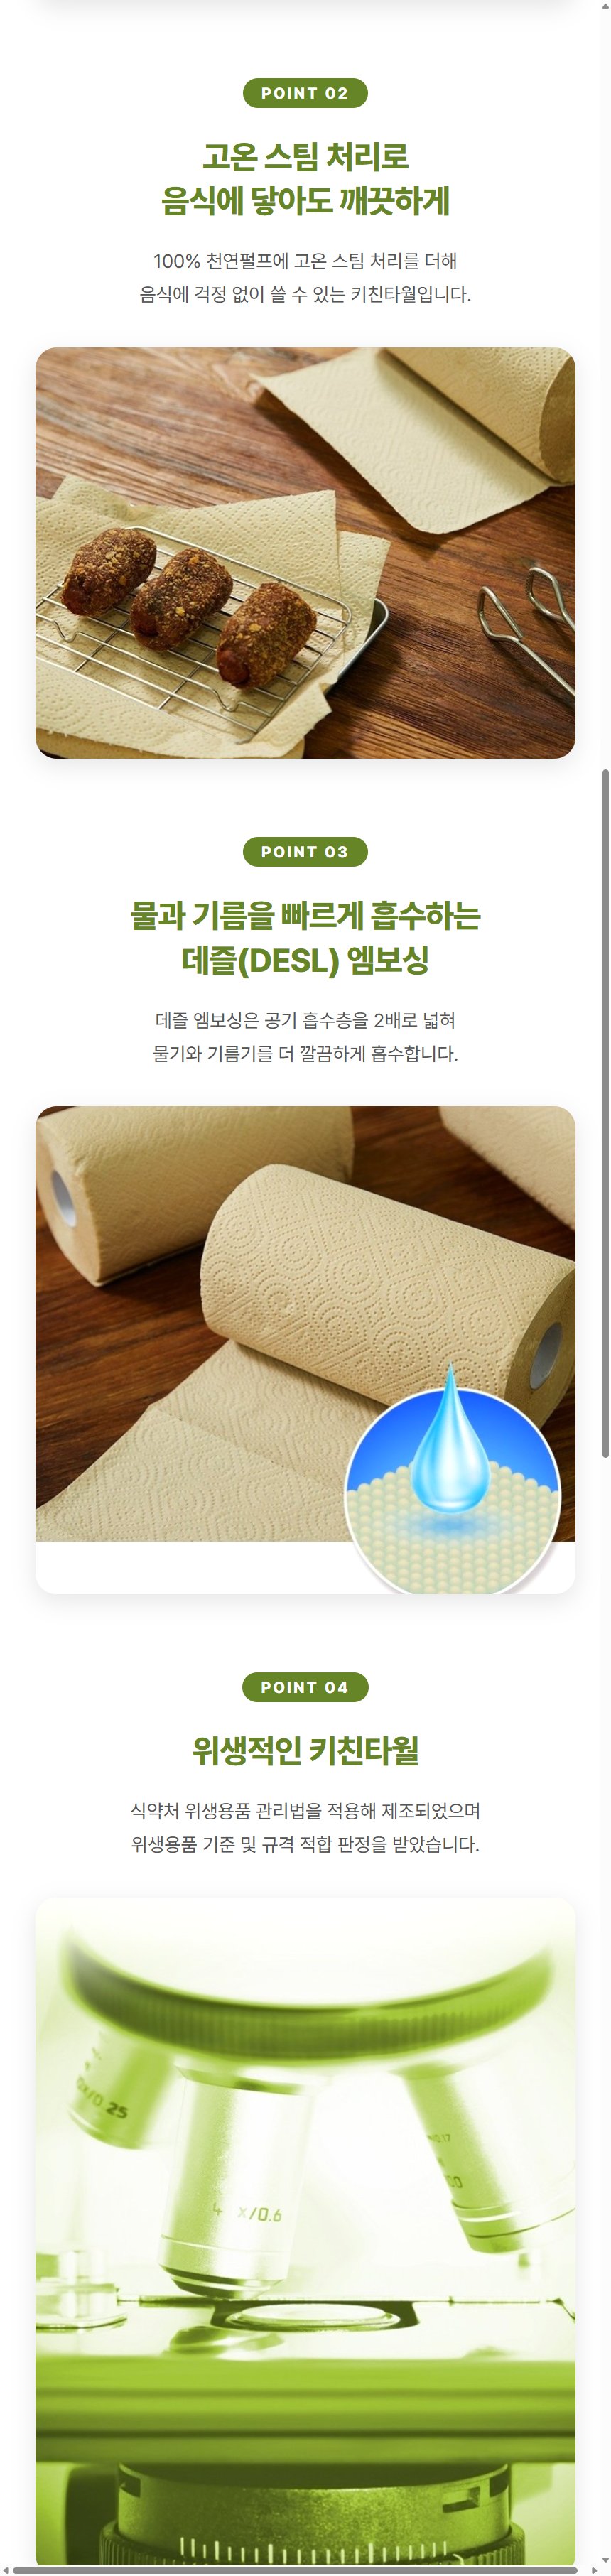 POINT 02
고온 스팀 처리로
음식에 닿아도 깨끗하게
100% 천연펄프에 고온 스팀 처리를 더해
음식에 걱정 없이 쓸 수 있는 키친타월입니다.
POINT 03
물과 기름을 빠르게 흡수하는
데즐(DESL) 엠보싱
데즐 엠보싱은 공기 흡수층을 2배로 넓혀
물기와 기름기를 더 깔끔하게 흡수합니다.
POINT 04
위생적인 키친타월
식약처 위생용품 관리법을 적용해 제조되었으며
위생용품 기준 및 규격 적합 판정을 받았습니다.
25
x/0.6